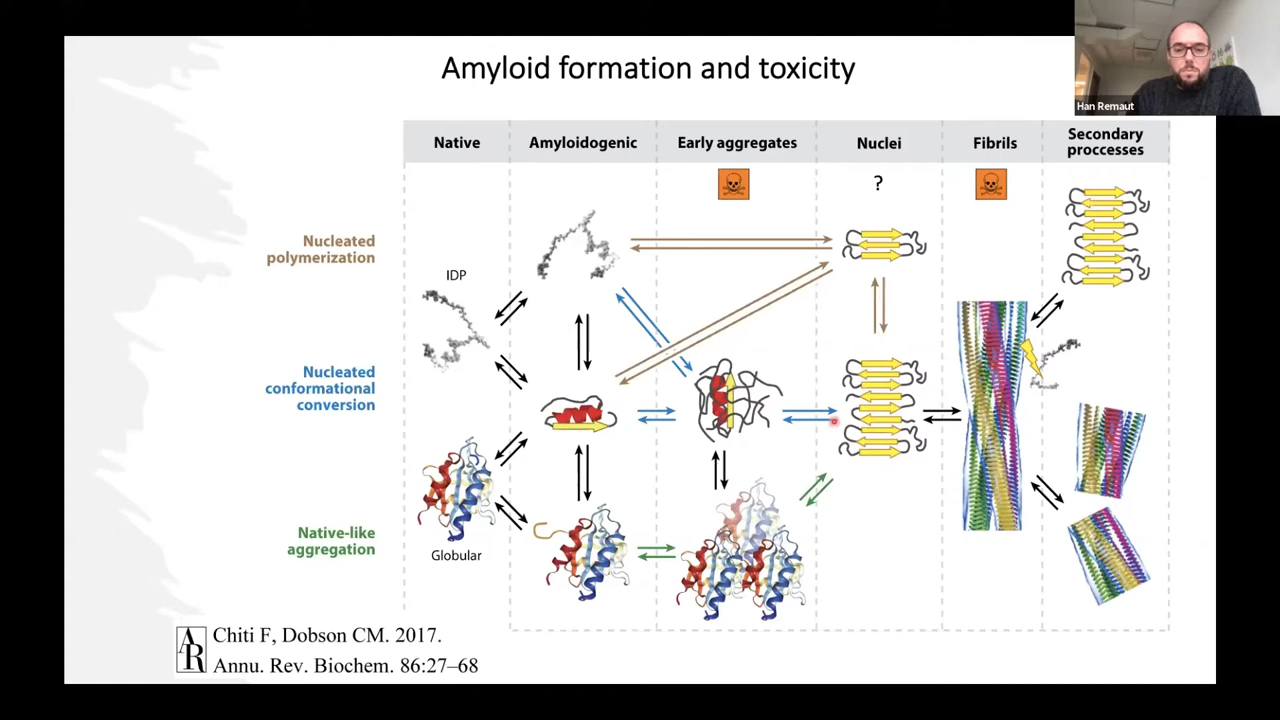 Amyloid formation and toxicity
Han Remaut
Native
Amyloidogenic
Early aggregates
Nuclei
Fibrils
Secondary
proccesses
?
Nucleated
polymerization
IDP
Nucleated
conformational
conversion
Native-like
aggregation
Globular
AR
Chiti F, Dobson CM. 2017.
Annu. Rev. Biochem. 86:27–68